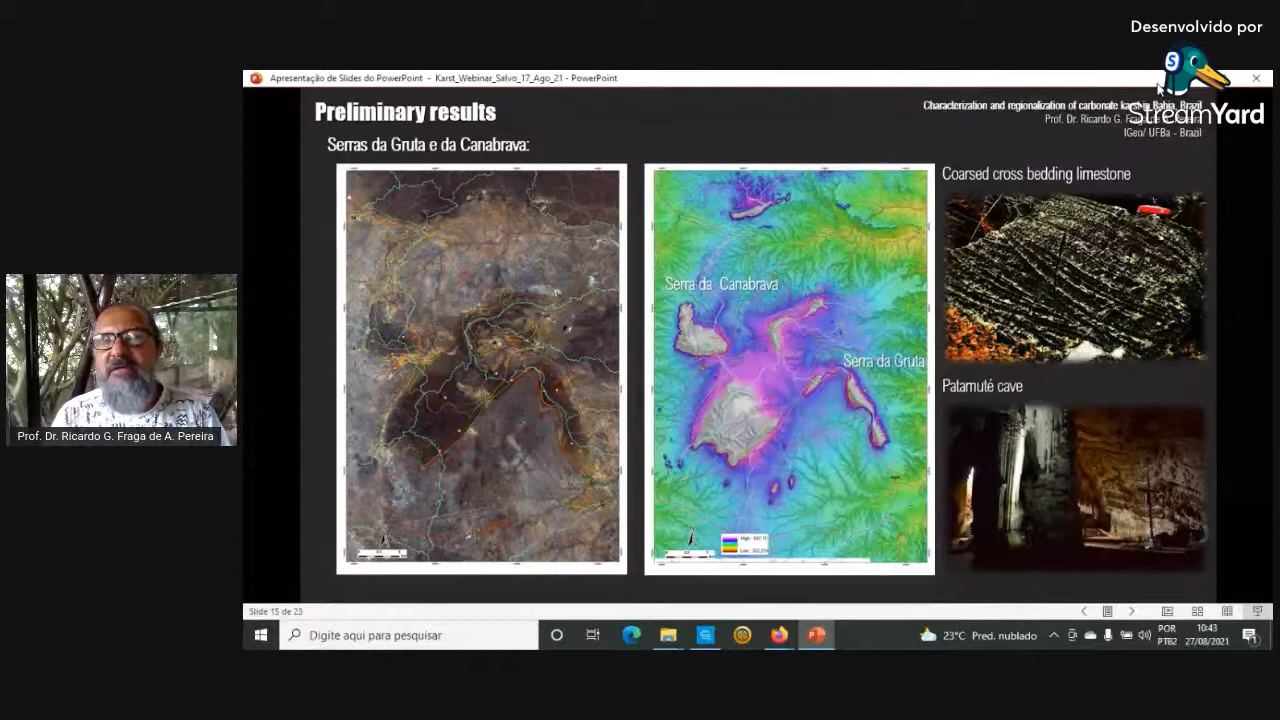 Desenvolvido por
StreamYard
Apresentação de Slides do PowerPoint - Karst_Webinar_Salvo_17_Ago_21 - PowerPoint
Preliminary results
Characterization and regionalization of carbonate karst in Bahia, Brazil
Prof. Dr. Ricardo G.
IGeo/ UFBa - Brazil
Serras da Gruta e da Canabrava:
Serra da Canabrava
Serra da Gruta
Coarsed cross bedding limestone
Patamuté cave
Prof. Dr. Ricardo G. Fraga de A. Pereira
Slide 15 de 23
Digite aqui para pesquisar
23°C Pred. nublado
POR
PTB2
10:43
27/08/2021